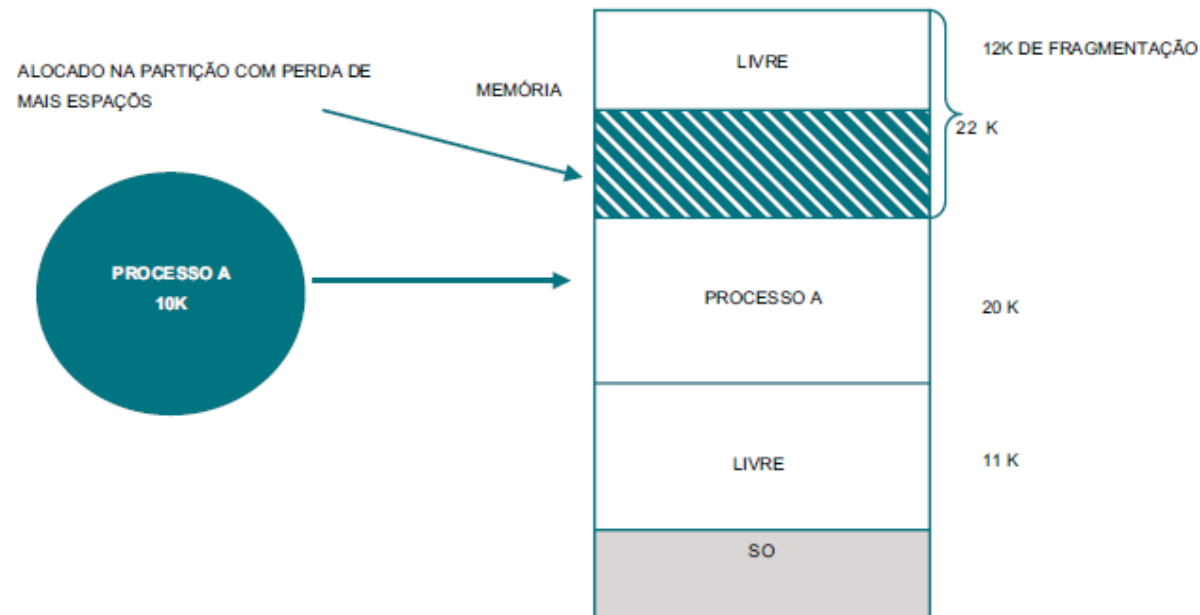 LIVRE
12K DE FRAGMENTAÇÃO
ALOCADO NA PARTIÇÃO COM PERDA DE
MAIS ESPAÇÕS
MEMÓRIA
22 K
PROCESSO A
10K
PROCESSO A
20 K
LIVRE
11 K
SO